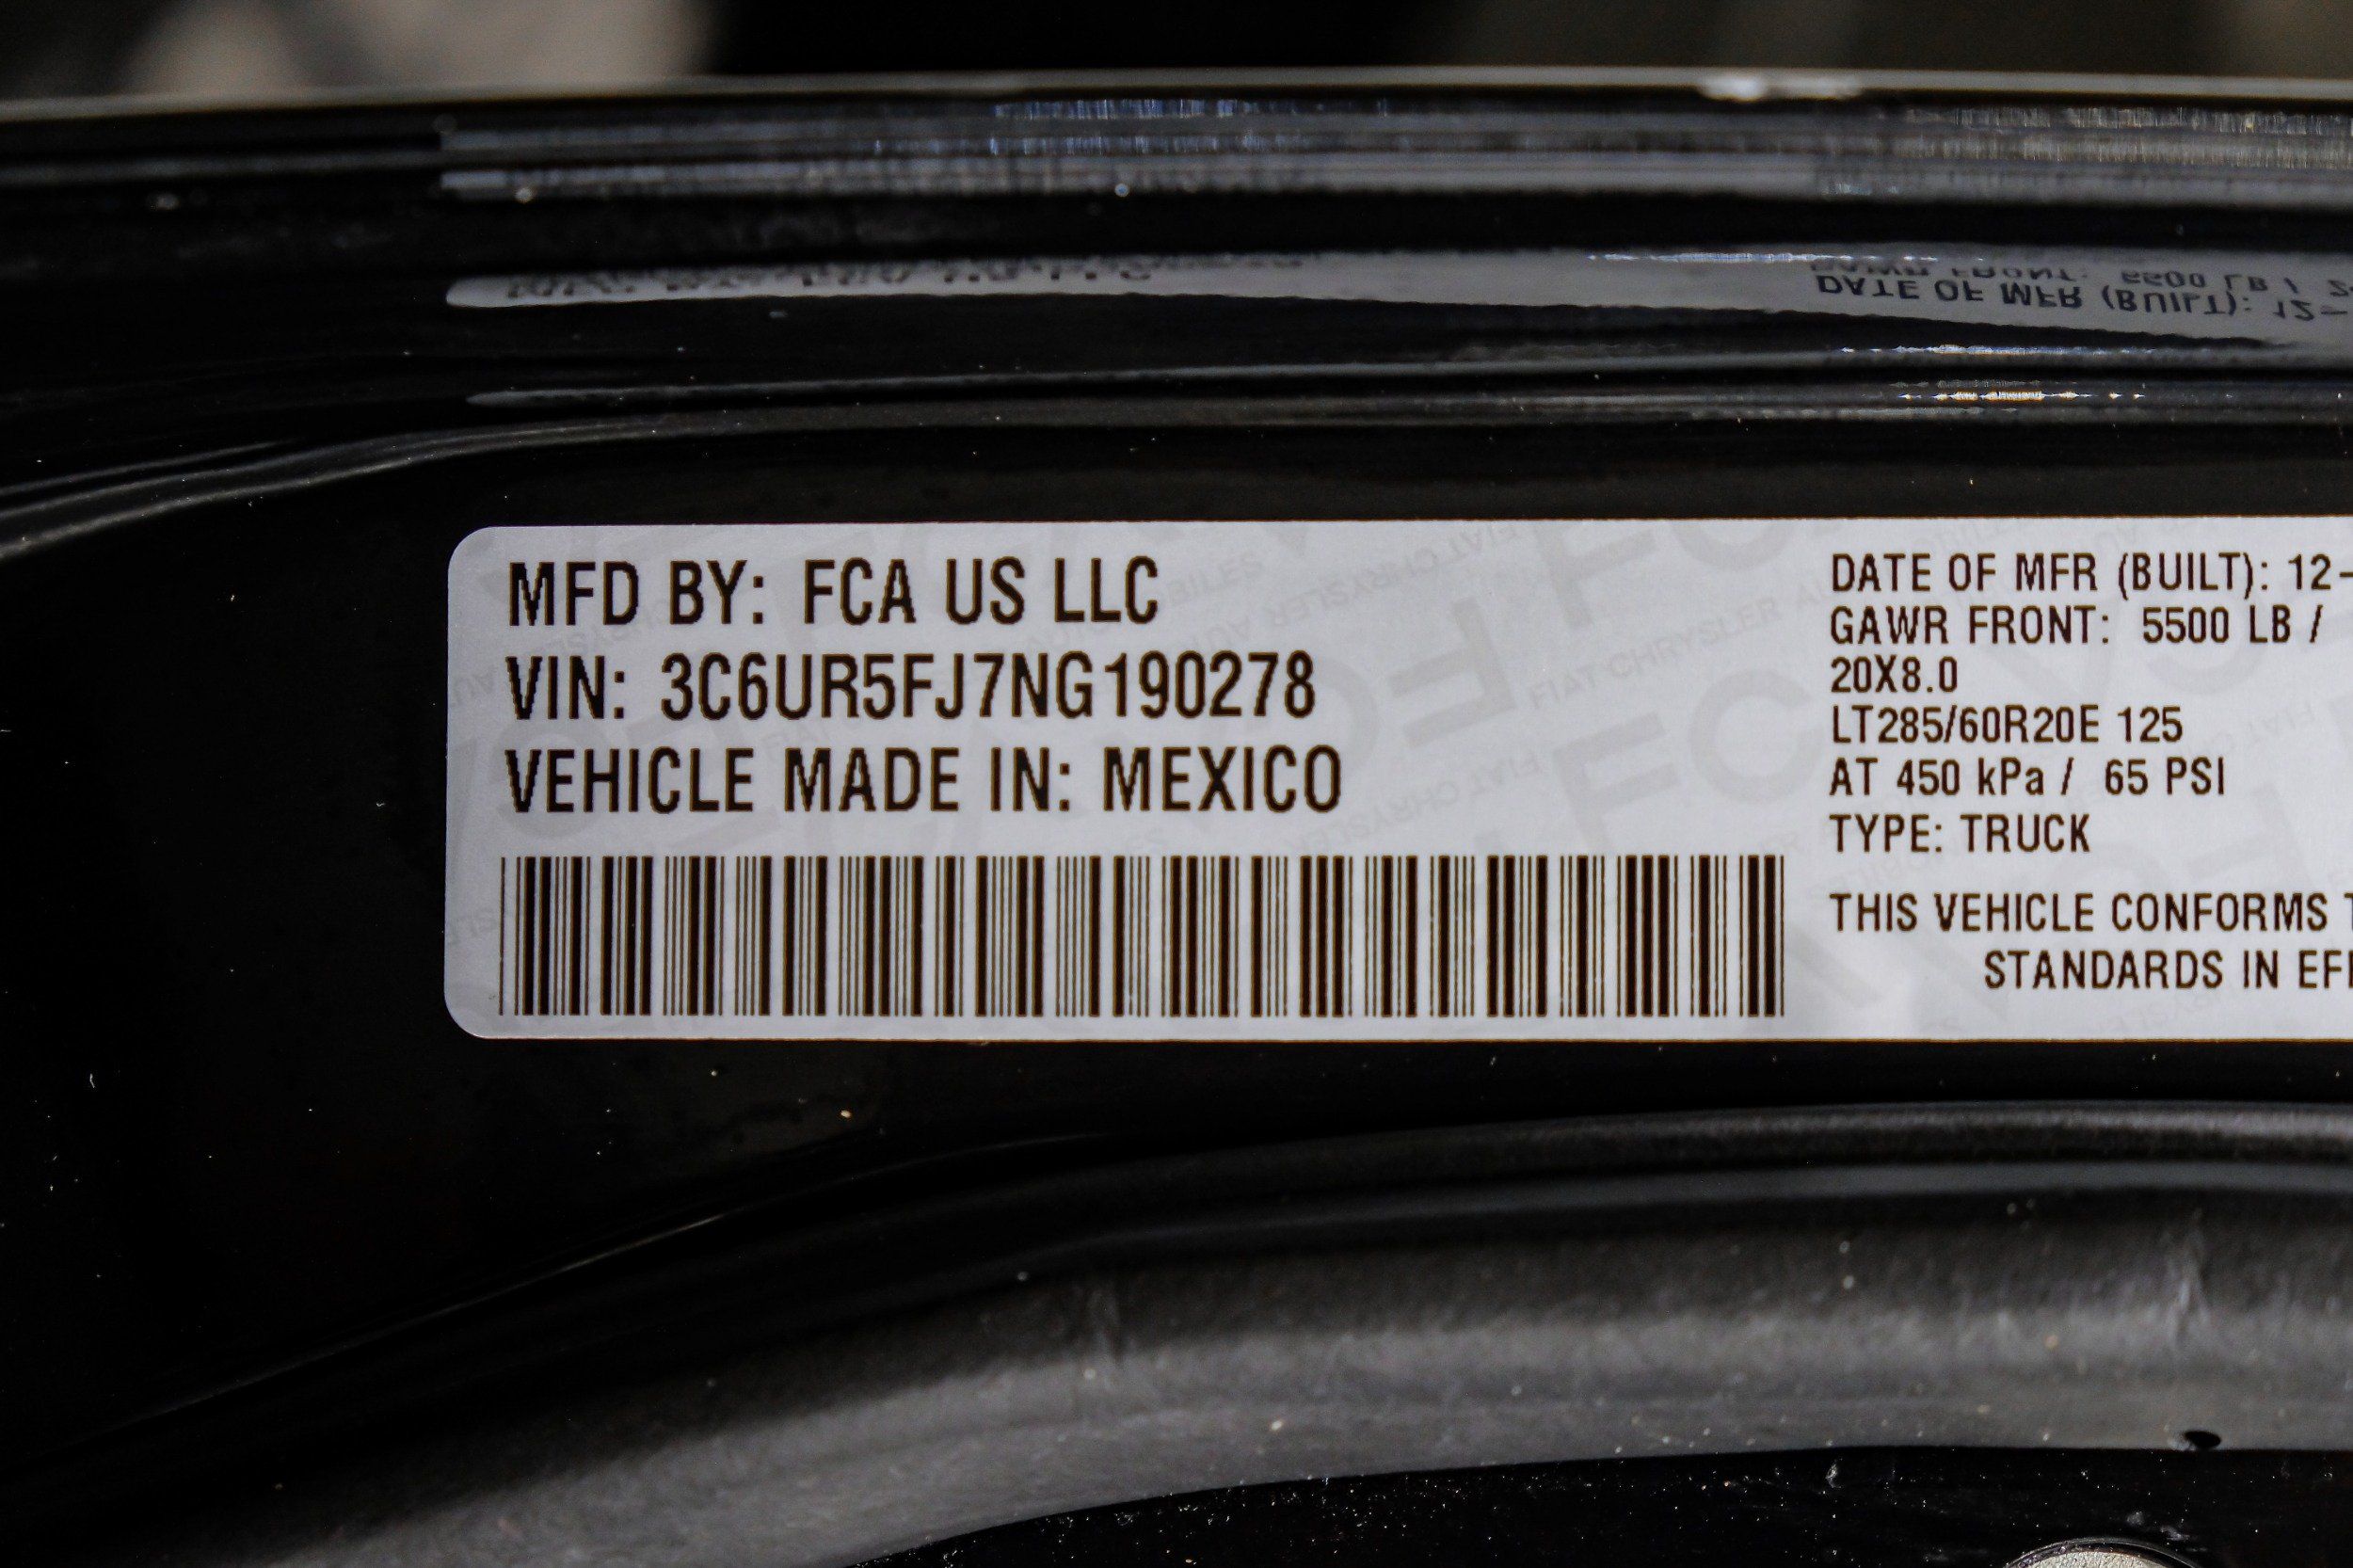 MFD BY: FCA US LLC
VIN: 3C6UR5FJ7NG190278
VEHICLE MADE IN: MEXICO
DATE OF MFR (BUILT): 12-
GAWR FRONT: 5500 LB /
20X8.0
LT285/60R20E 125
AT 450 kPa / 65 PSI
TYPE: TRUCK
THIS VEHICLE CONFORMS
STANDARDS IN